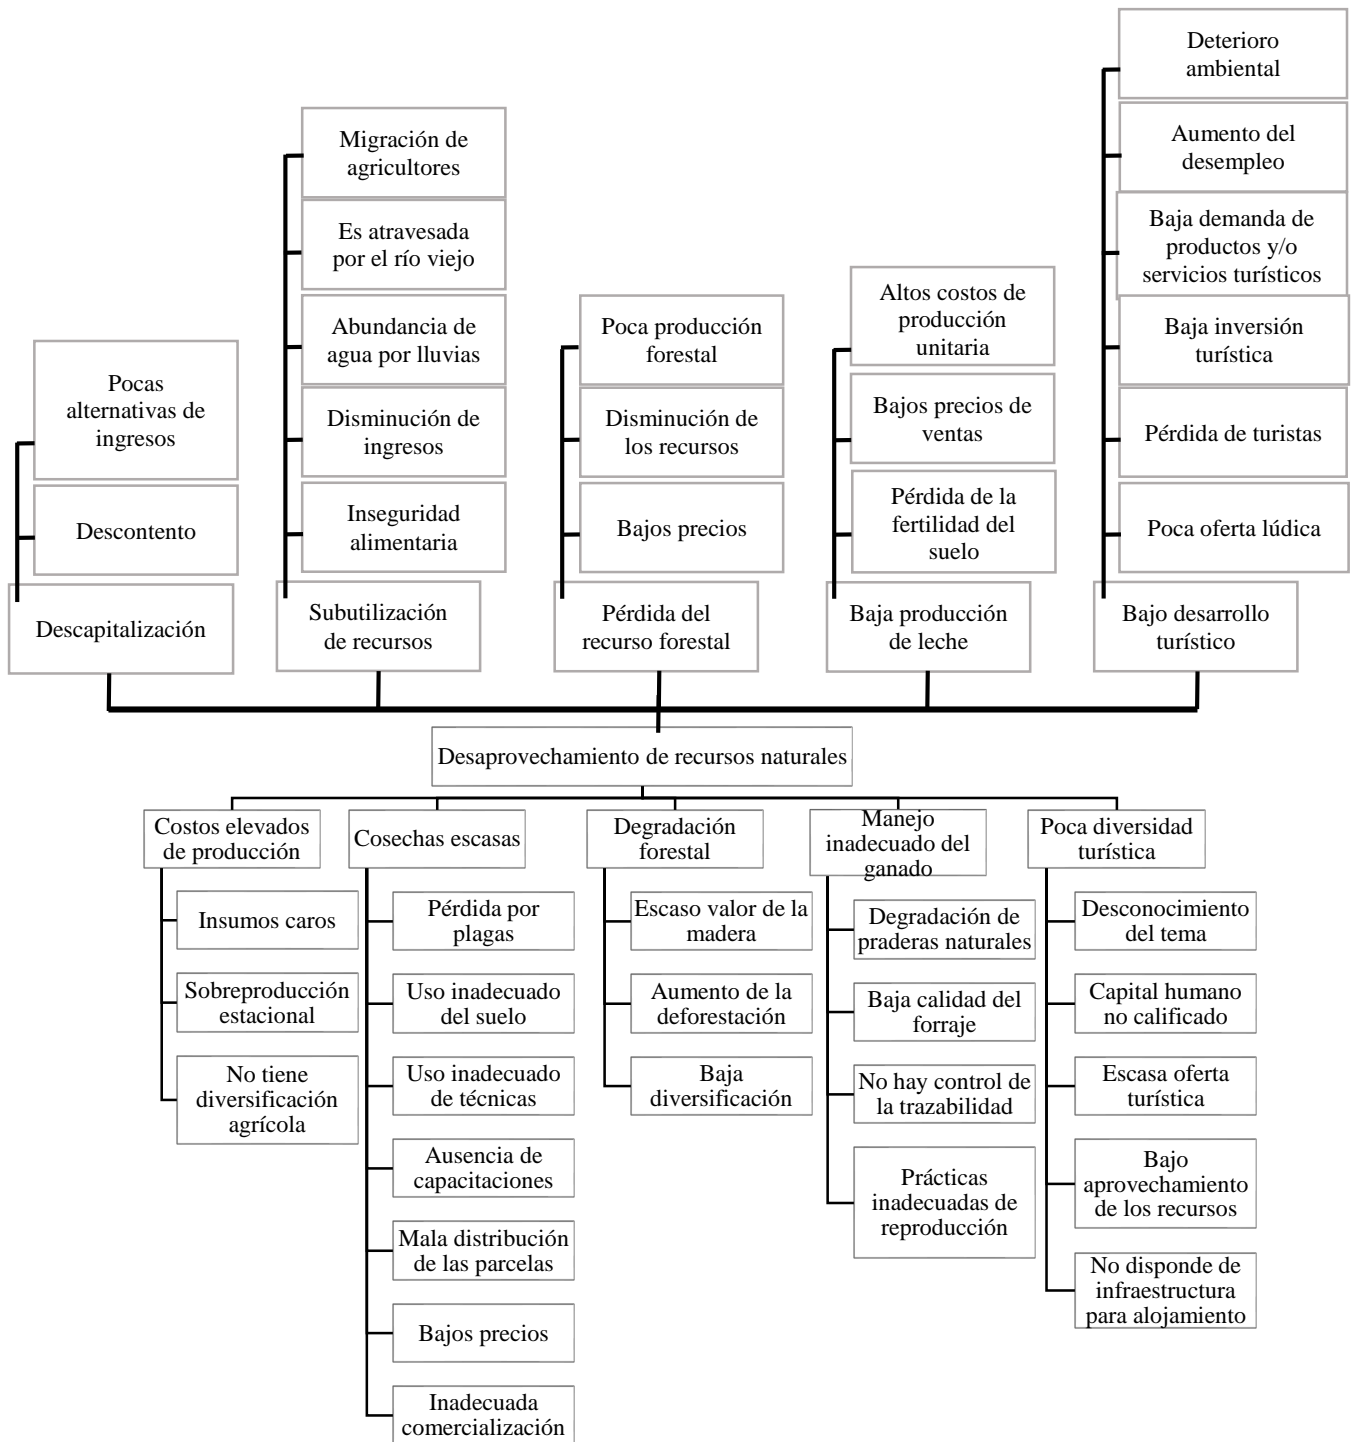 Deterioro
ambiental
Aumento del
desempleo
Baja demanda de
productos y/o
servicios turísticos
Baja inversión
turística
Pérdida de turistas
Poca oferta lúdica
Bajo desarrollo
turístico
Migración de
agricultores
Es atravesada
por el río viejo
Abundancia de
agua por lluvias
Disminución de
ingresos
Inseguridad
alimentaria
Subutilización
de recursos
Pocas
alternativas de
ingresos
Descontento
Descapitalización
Poca producción
forestal
Disminución de
los recursos
Bajos precios
Pérdida del
recurso forestal
Altos costos de
producción
unitaria
Bajos precios de
ventas
Pérdida de la
fertilidad del
suelo
Baja producción
de leche
Desaprovechamiento de recursos naturales
Costos elevados
de producción
Insumos caros
Sobreproducción
estacional
No tiene
diversificación
agrícola
Cosechas escasas
Pérdida por
plagas
Uso inadecuado
del suelo
Uso inadecuado
de técnicas
Ausencia de
capacitaciones
Mala distribución
de las parcelas
Bajos precios
Inadecuada
comercialización
Degradación
forestal
Escaso valor de la
madera
Aumento de la
deforestación
Baja
diversificación
Manejo
inadecuado del
ganado
Degradación de
praderas naturales
Baja calidad del
forraje
No hay control de
la trazabilidad
Prácticas
inadecuadas de
reproducción
Poca diversidad
turística
Desconocimiento
del tema
Capital humano
no calificado
Escasa oferta
turística
Bajo
aprovechamiento
de los recursos
No disponde de
infraestructura
para alojamiento